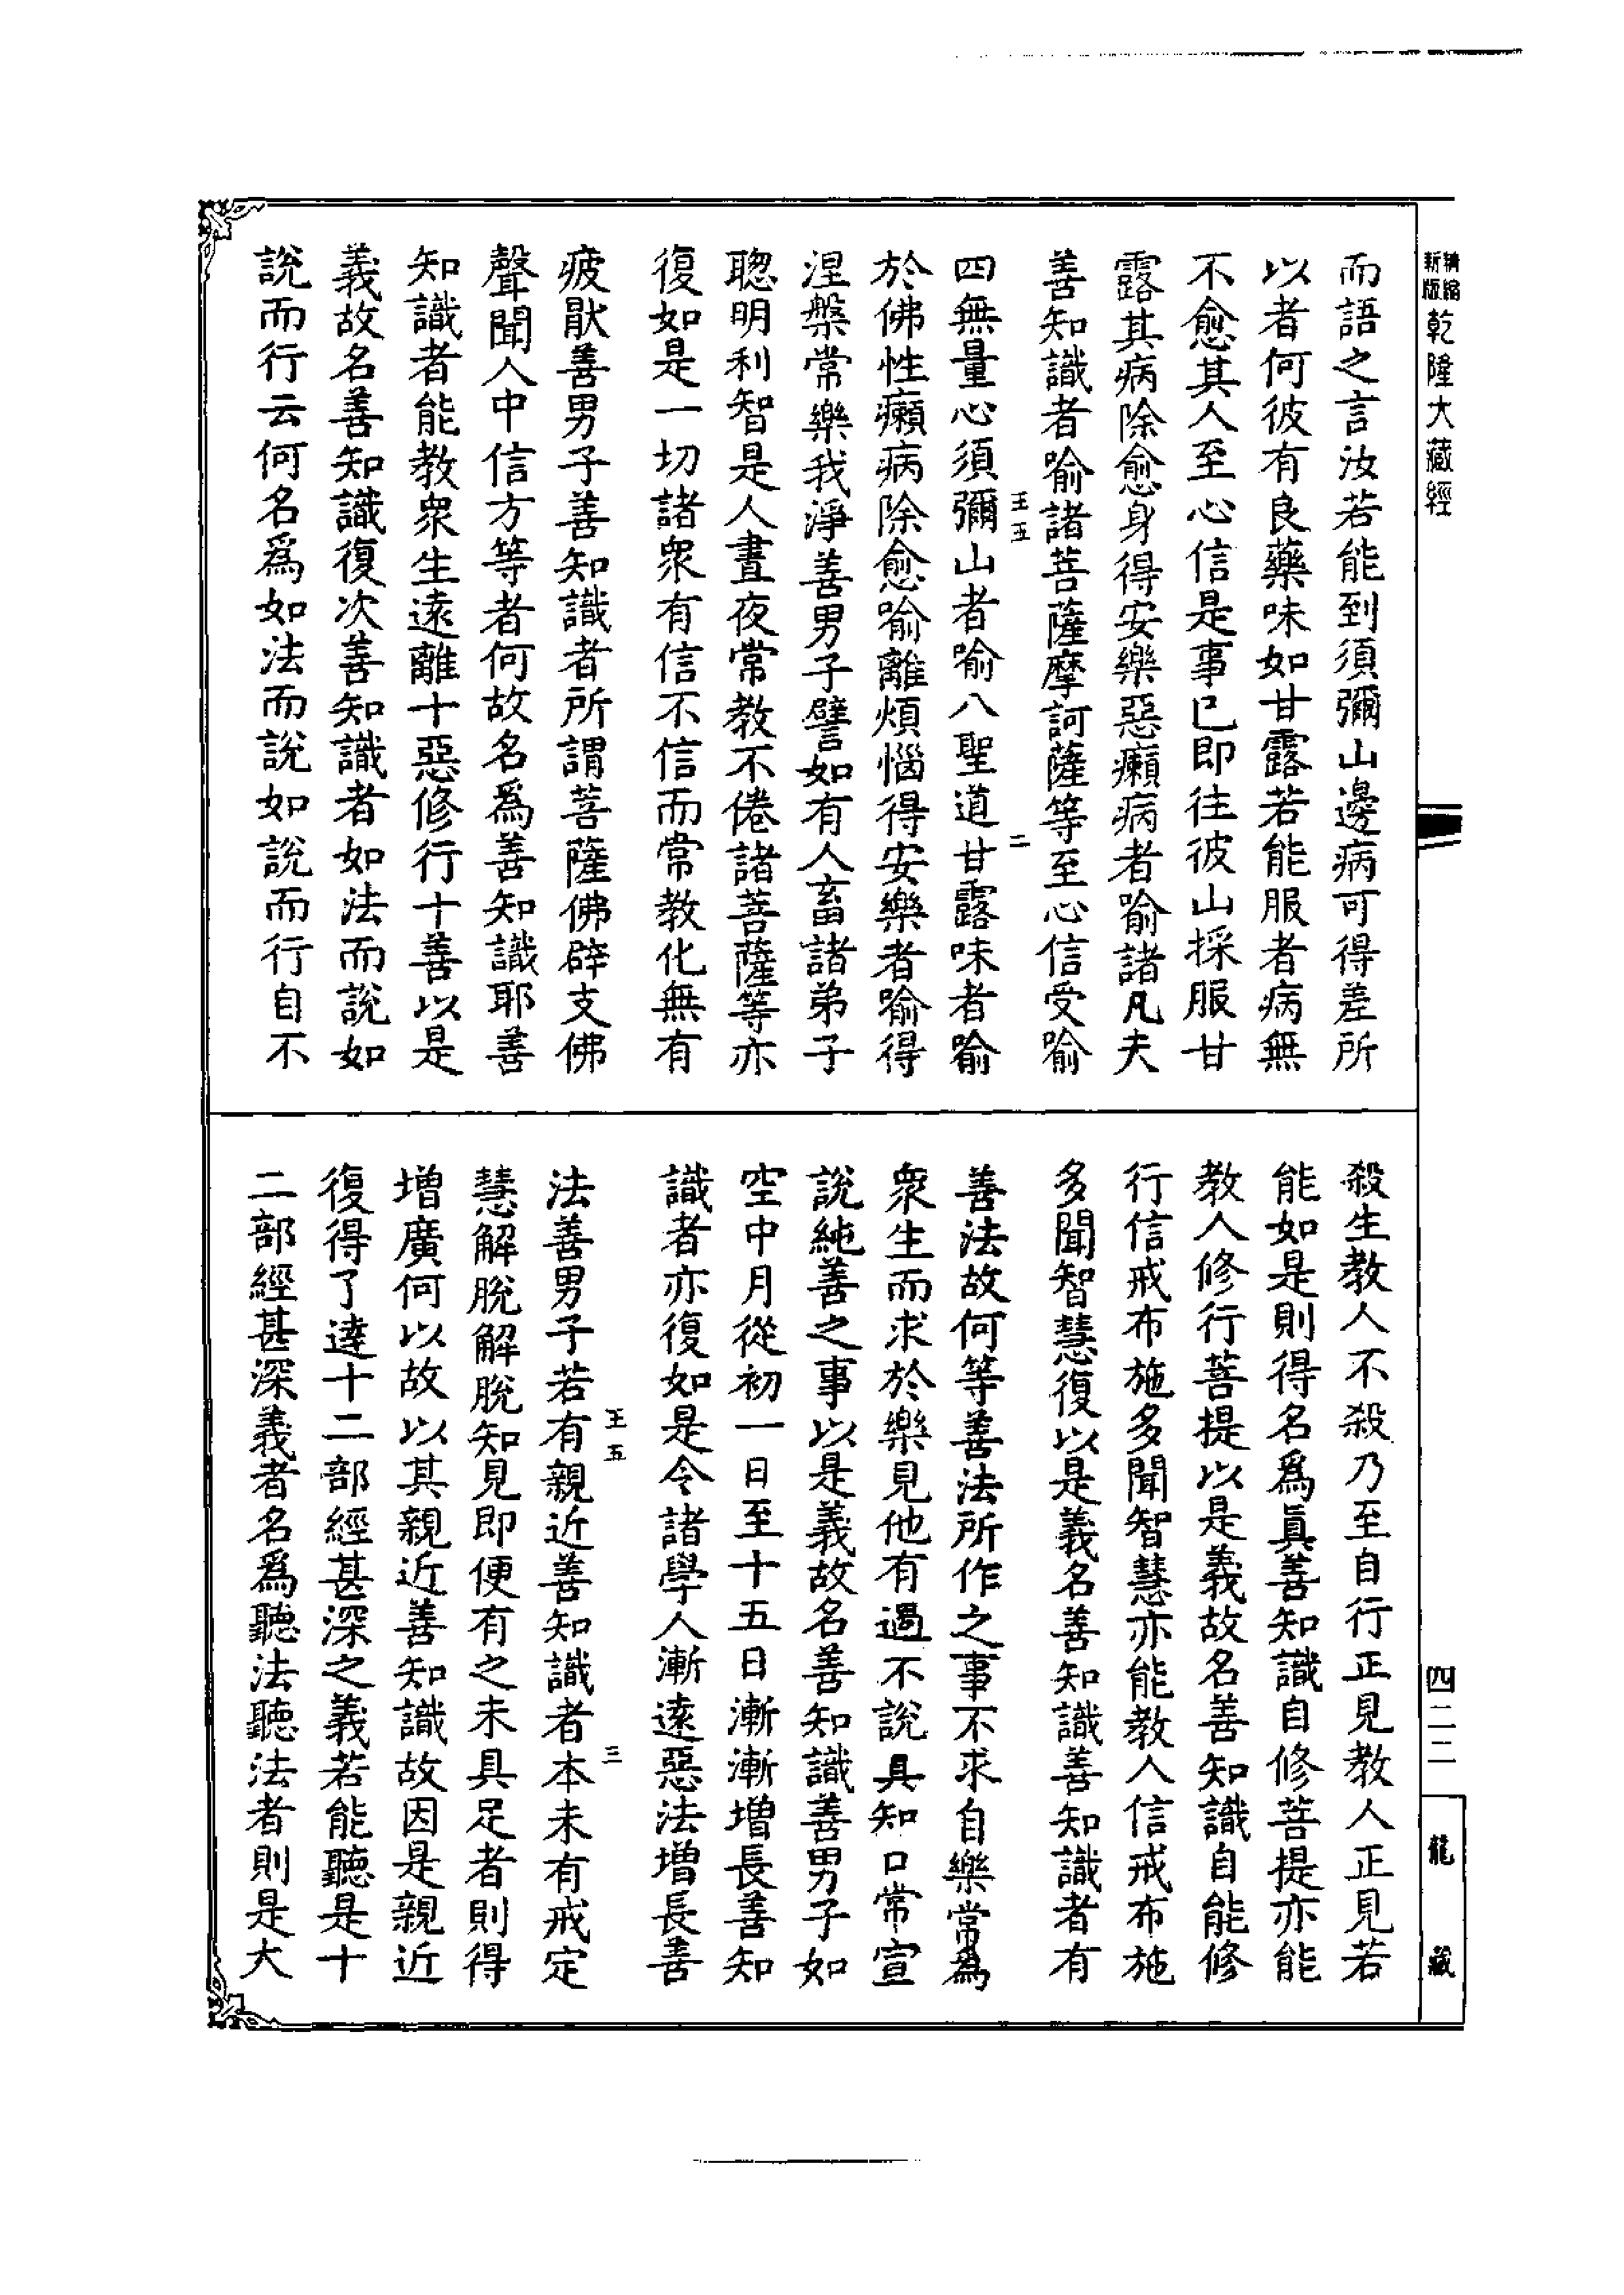 精縮
新版
乾隆大藏經
而語之言汝若能到須彌山邊病可得差所
以者何彼有良藥味如甘露若能服者病無
不愈其人至心信是事已即往彼山採服甘
露其病除愈身得安樂惡癩病者喻諸凡夫
善知識者喻諸菩薩摩訶薩等至心信受喻
王五
二
四無量心須彌山者喻八聖道甘露味者喻
於佛性癩病除愈喻離煩惱得安樂者喻得
涅槃常樂我淨善男子譬如有人畜諸弟子
聰明利智是人晝夜常教不倦諸菩薩等亦
復如是一切諸眾有信不信而常教化無有
疲猒善男子善知識者所謂菩薩佛辟支佛
聲聞人中信方等者何故名爲善知識耶善
知識者能教眾生遠離十惡修行十善以是
義故名善知識復次善知識者如法而說如
說而行云何名爲如法而說如說而行自不
殺生教人不殺乃至自行正見教人正見若
能如是則得名爲眞善知識自修菩提亦能
教人修行菩提以是義故名善知識自能修
行信戒布施多聞智慧亦能教人信戒布施
多聞智慧復以是義名善知識善知識者有
善法故何等善法所作之事不求自樂常爲
眾生而求於樂見他有過不說其短口常宣
說純善之事以是義故名善知識善男子如
空中月從初一日至十五日漸漸增長善知
識者亦復如是令諸學人漸遠惡法增長善
王五
三
法善男子若有親近善知識者本未有戒定
慧解脫解脫知見即便有之未具足者則得
增廣何以故以其親近善知識故因是親近
復得了達十二部經甚深之義若能聽是十
二部經甚深義者名爲聽法聽法者則是大
四二二
龍藏